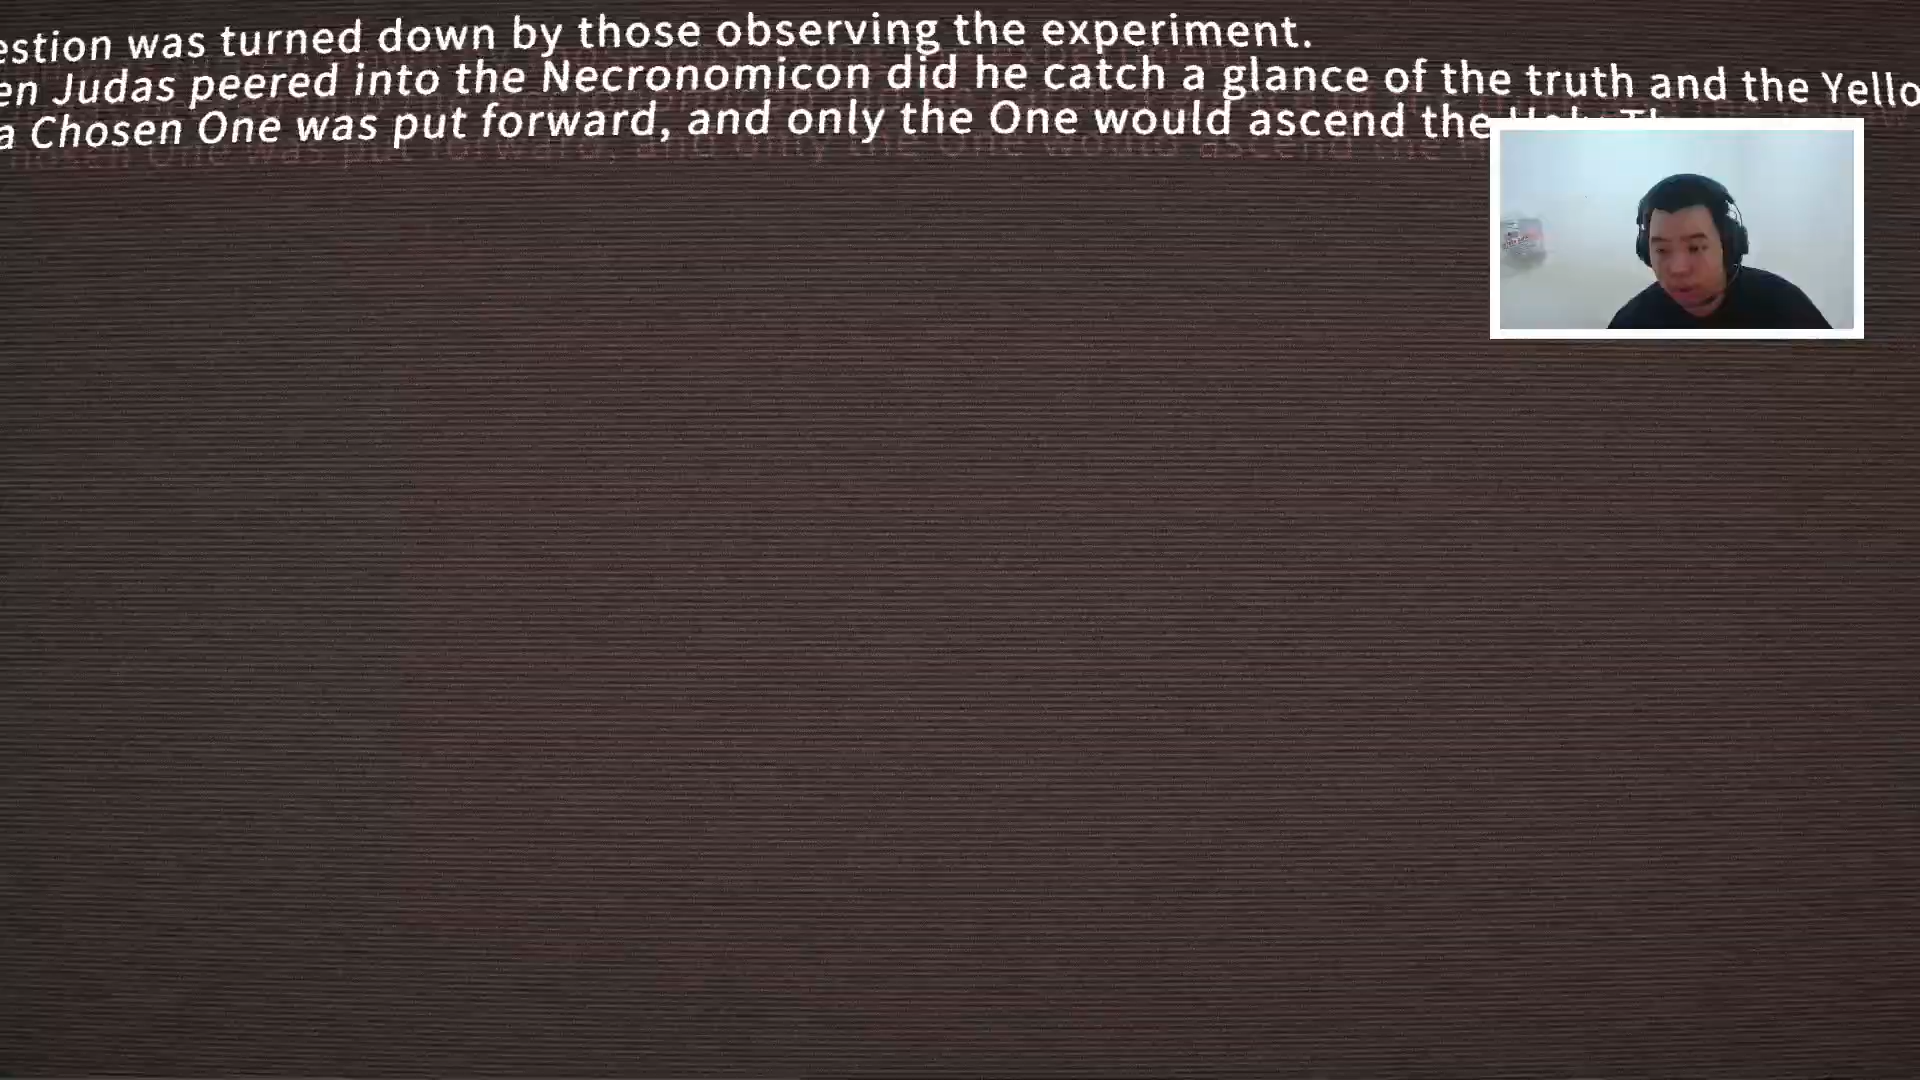 estion was turned down by those observing the experiment.
en Judas peered into the Necronomicon did he catch a glance of the truth and the Yello
a Chosen One was put forward, and only the One would ascend the